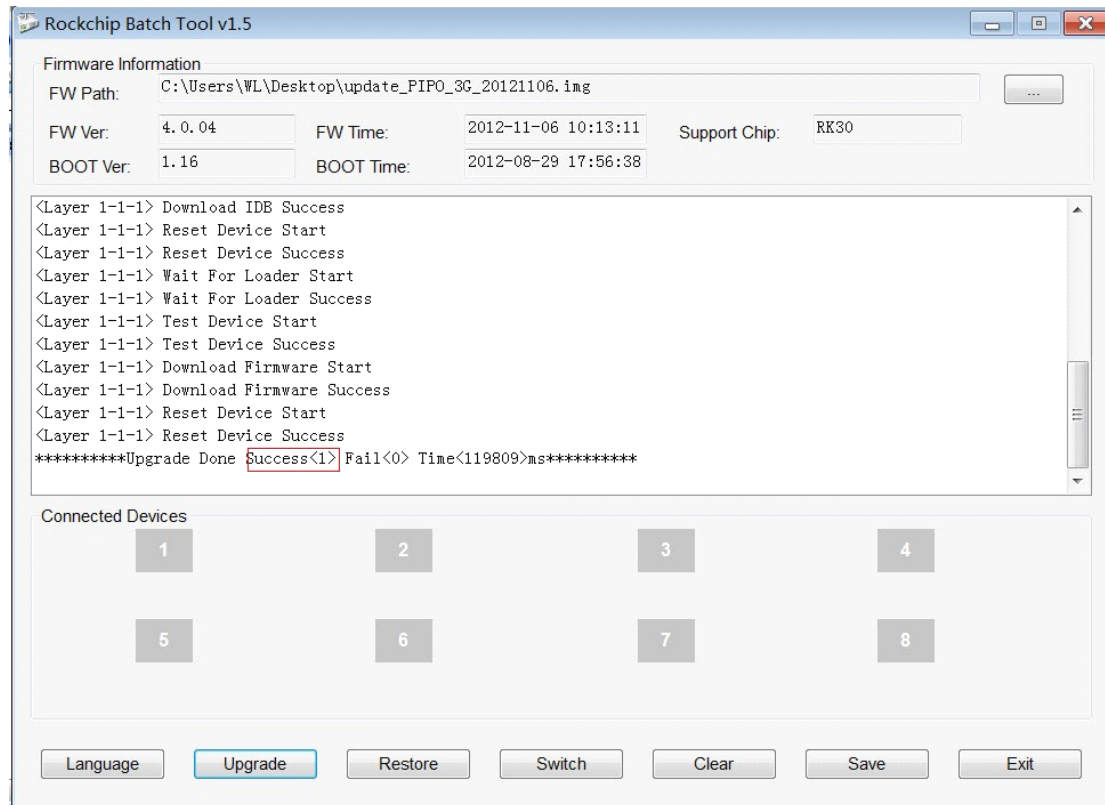 Rockchip Batch Tool v1.5
Firmware Information
FW Path: C:\Users\WL\Desktop\update_PIPO_3G_20121106.img ...
FW Ver: 4.0.04 FW Time: 2012-11-06 10:13:11 Support Chip: RK30
BOOT Ver: 1.16 BOOT Time: 2012-08-29 17:56:38
<Layer 1-1-1> Download IDB Success
<Layer 1-1-1> Reset Device Start
<Layer 1-1-1> Reset Device Success
<Layer 1-1-1> Wait For Loader Start
<Layer 1-1-1> Wait For Loader Success
<Layer 1-1-1> Test Device Start
<Layer 1-1-1> Test Device Success
<Layer 1-1-1> Download Firmware Start
<Layer 1-1-1> Download Firmware Success
<Layer 1-1-1> Reset Device Start
<Layer 1-1-1> Reset Device Success
**********Upgrade Done Success<1> Fail<0> Time<119809>ms**********
Connected Devices
1 2 3 4
5 6 7 8
Language Upgrade Restore Switch Clear Save Exit